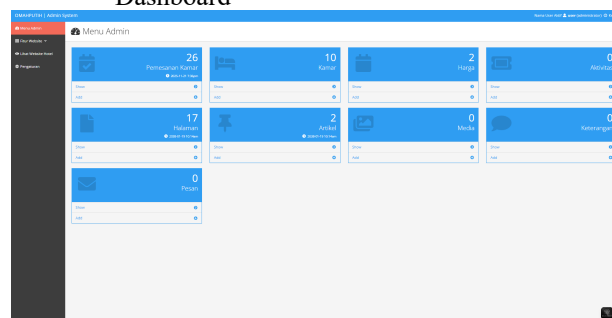 Dashboard
OMAHPUTIH | Admin System
Menu Admin
Fitur Website
Lihat Website Hotel
Pengaturan
Menu Admin
26
Pemesanan Kamar
Show
Add
10
Kamar
Show
Add
2
Harga
Show
Add
0
Aktivitas
Show
Add
17
Halaman
Show
Add
2
Artikel
Show
Add
0
Media
Show
Add
0
Keterangan
Show
Add
0
Pesan
Show
Add